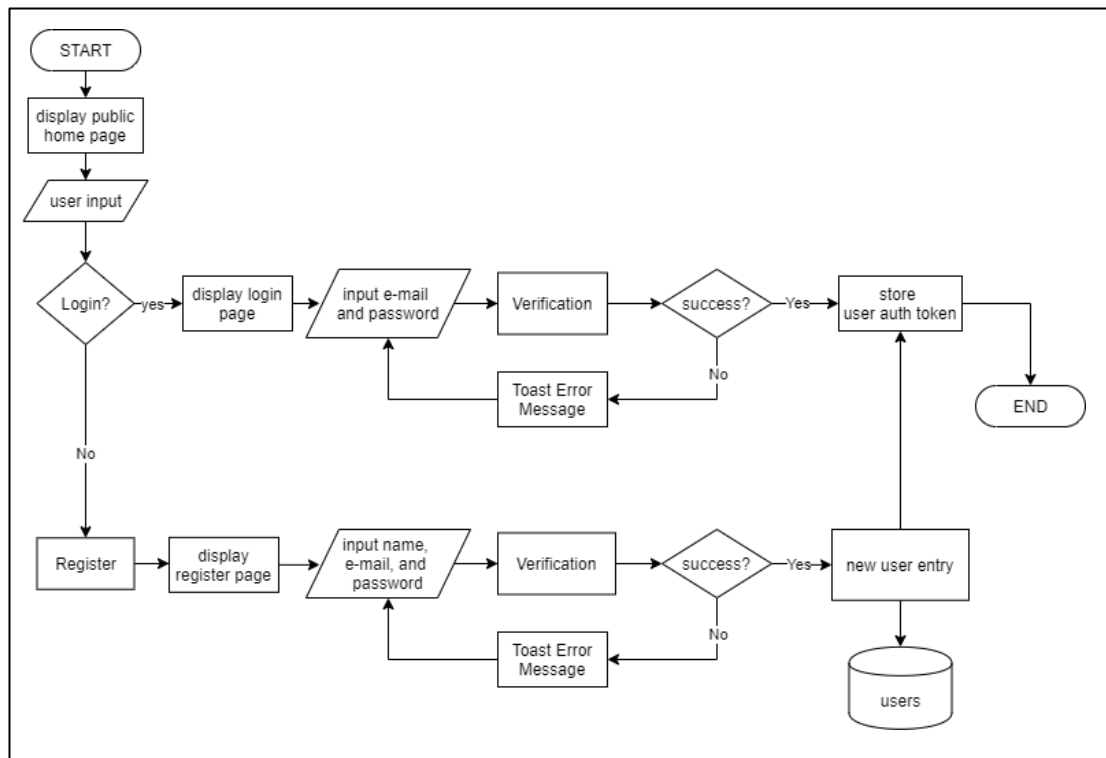 START
display public
home page
user input
Login?
yes
display login
page
input e-mail
and password
Verification
success?
Yes
store
user auth token
No
Toast Error
Message
END
No
Register
display
register page
input name,
e-mail, and
password
Verification
success?
Yes
new user entry
No
Toast Error
Message
users